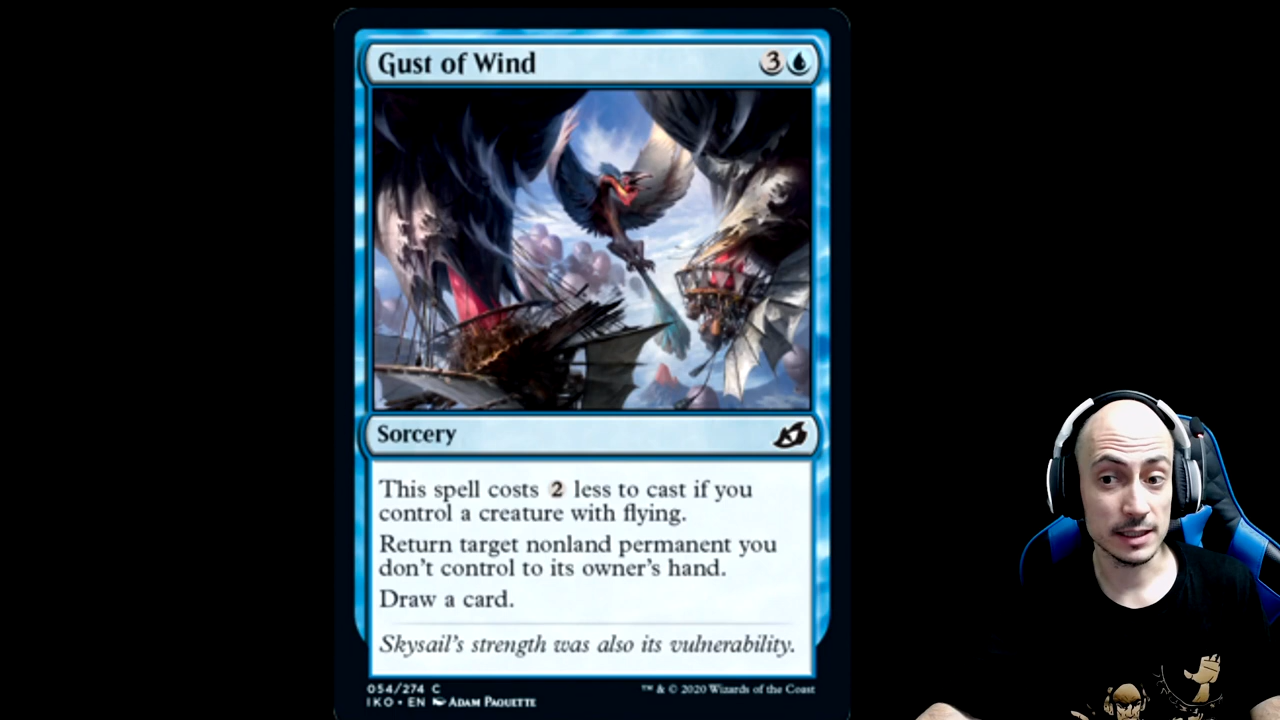 Gust of Wind 3
Sorcery
This spell costs 2 less to cast if you
control a creature with flying.
Return target nonland permanent you
don't control to its owner's hand.
Draw a card.
Skysail's strength was also its vulnerability.
054/274 C
™ & © 2020 Wizards of the Coast
IKO • EN Adam Paquette